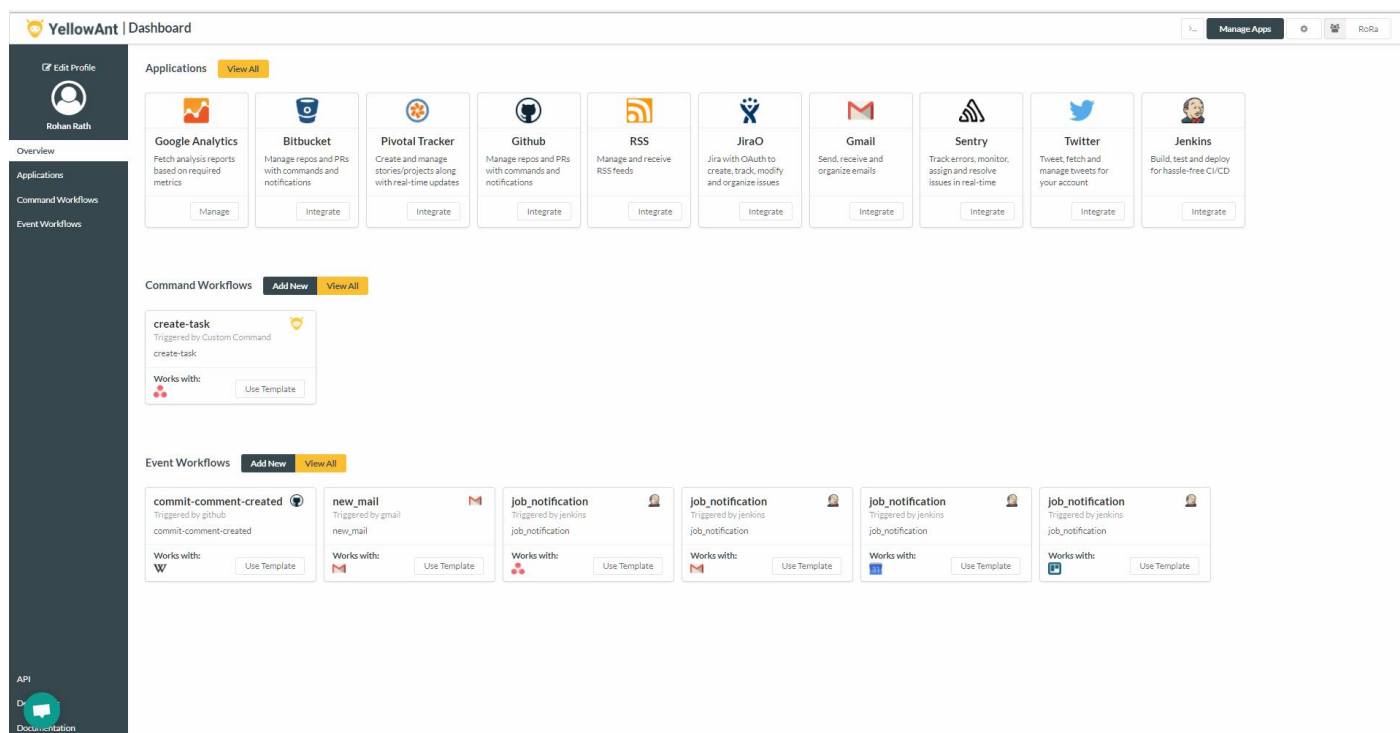 YellowAnt | Dashboard
Manage Apps
RoRa
Edit Profile
Rohan Rath
Overview
Applications
Command Workflows
Event Workflows
API
Documentation
Applications View All
Google Analytics
Fetch analysis reports
based on required
metrics
Manage
Bitbucket
Manage repos and PRs
with commands and
notifications
Integrate
Pivotal Tracker
Create and manage
stories/projects along
with real-time updates
Integrate
Github
Manage repos and PRs
with commands and
notifications
Integrate
RSS
Manage and receive
RSS feeds
Integrate
JiraO
Jira with OAuth to
create, track, modify
and organize issues
Integrate
Gmail
Send, receive and
organize emails
Integrate
Sentry
Track errors, monitor,
assign and resolve
issues in real-time
Integrate
Twitter
Tweet, fetch and
manage tweets for
your account
Integrate
Jenkins
Build, test and deploy
for hassle-free CI/CD
Integrate
Command Workflows Add New View All
create-task
Triggered by Custom Command
create-task
Works with:
Use Template
Event Workflows Add New View All
commit-comment-created
Triggered by github
commit-comment-created
Works with:
W
Use Template
new_mail
Triggered by gmail
new_mail
Works with:
Use Template
job_notification
Triggered by jenkins
job_notification
Works with:
Use Template
job_notification
Triggered by jenkins
job_notification
Works with:
Use Template
job_notification
Triggered by jenkins
job_notification
Works with:
31
Use Template
job_notification
Triggered by jenkins
job_notification
Works with:
Use Template